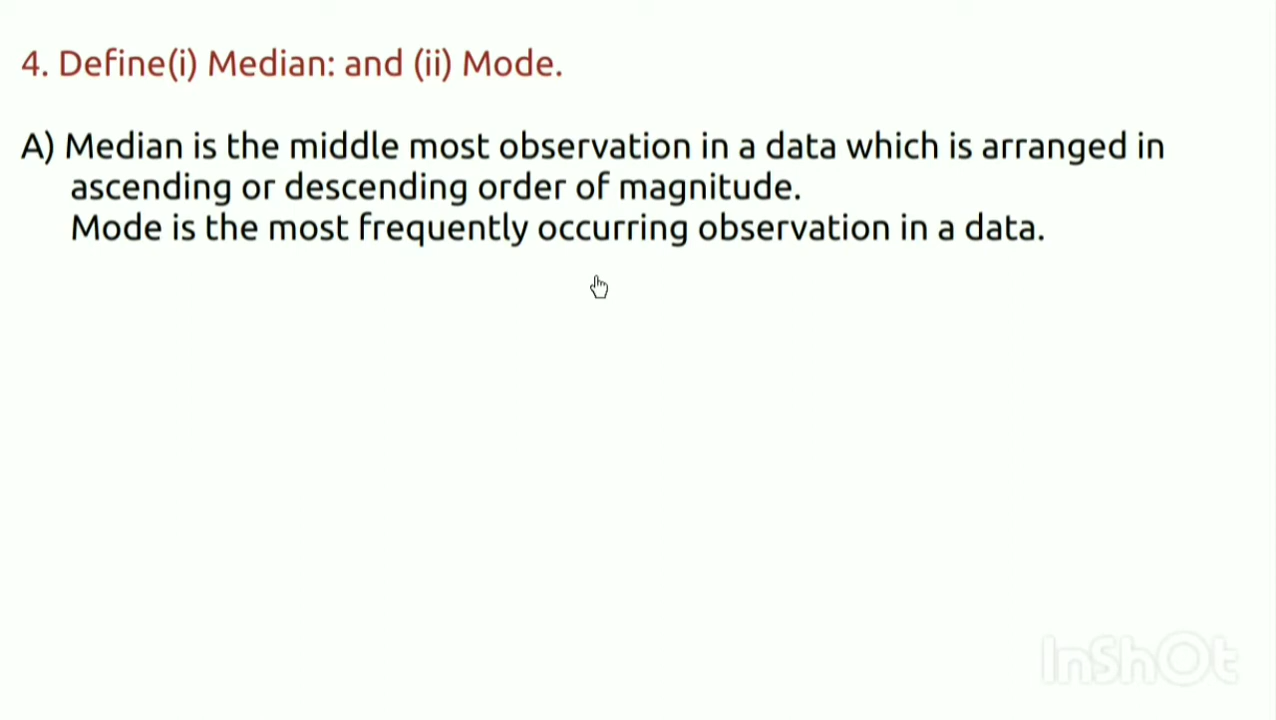 4. Define(i) Median: and (ii) Mode.
A) Median is the middle most observation in a data which is arranged in
ascending or descending order of magnitude.
Mode is the most frequently occurring observation in a data.
InShOt